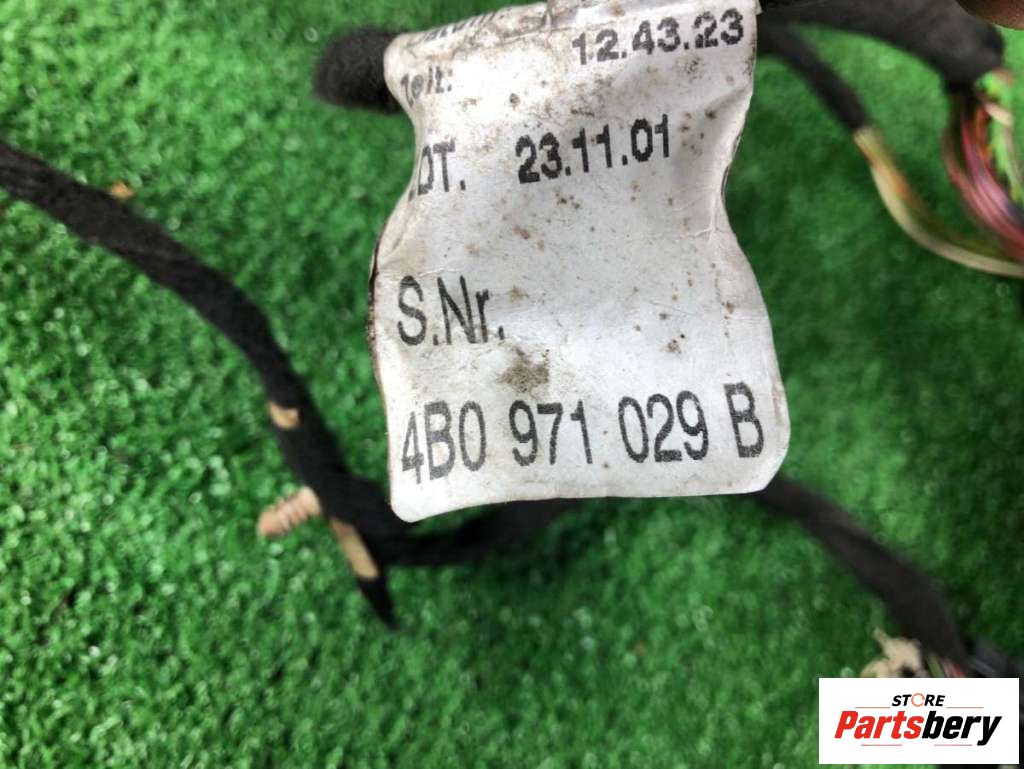 12.43.23
DT. 23.11.01
S.Nr.
4B0 971 029 B
STORE
Partsbery